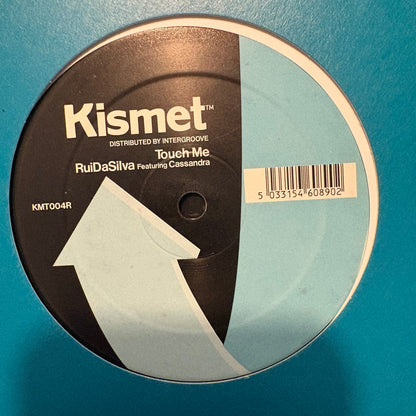 Kismet™
DISTRIBUTED BY INTERGROOVE
Touch Me
RuiDaSilva Featuring Cassandra
KMT004R
5 033154 608902